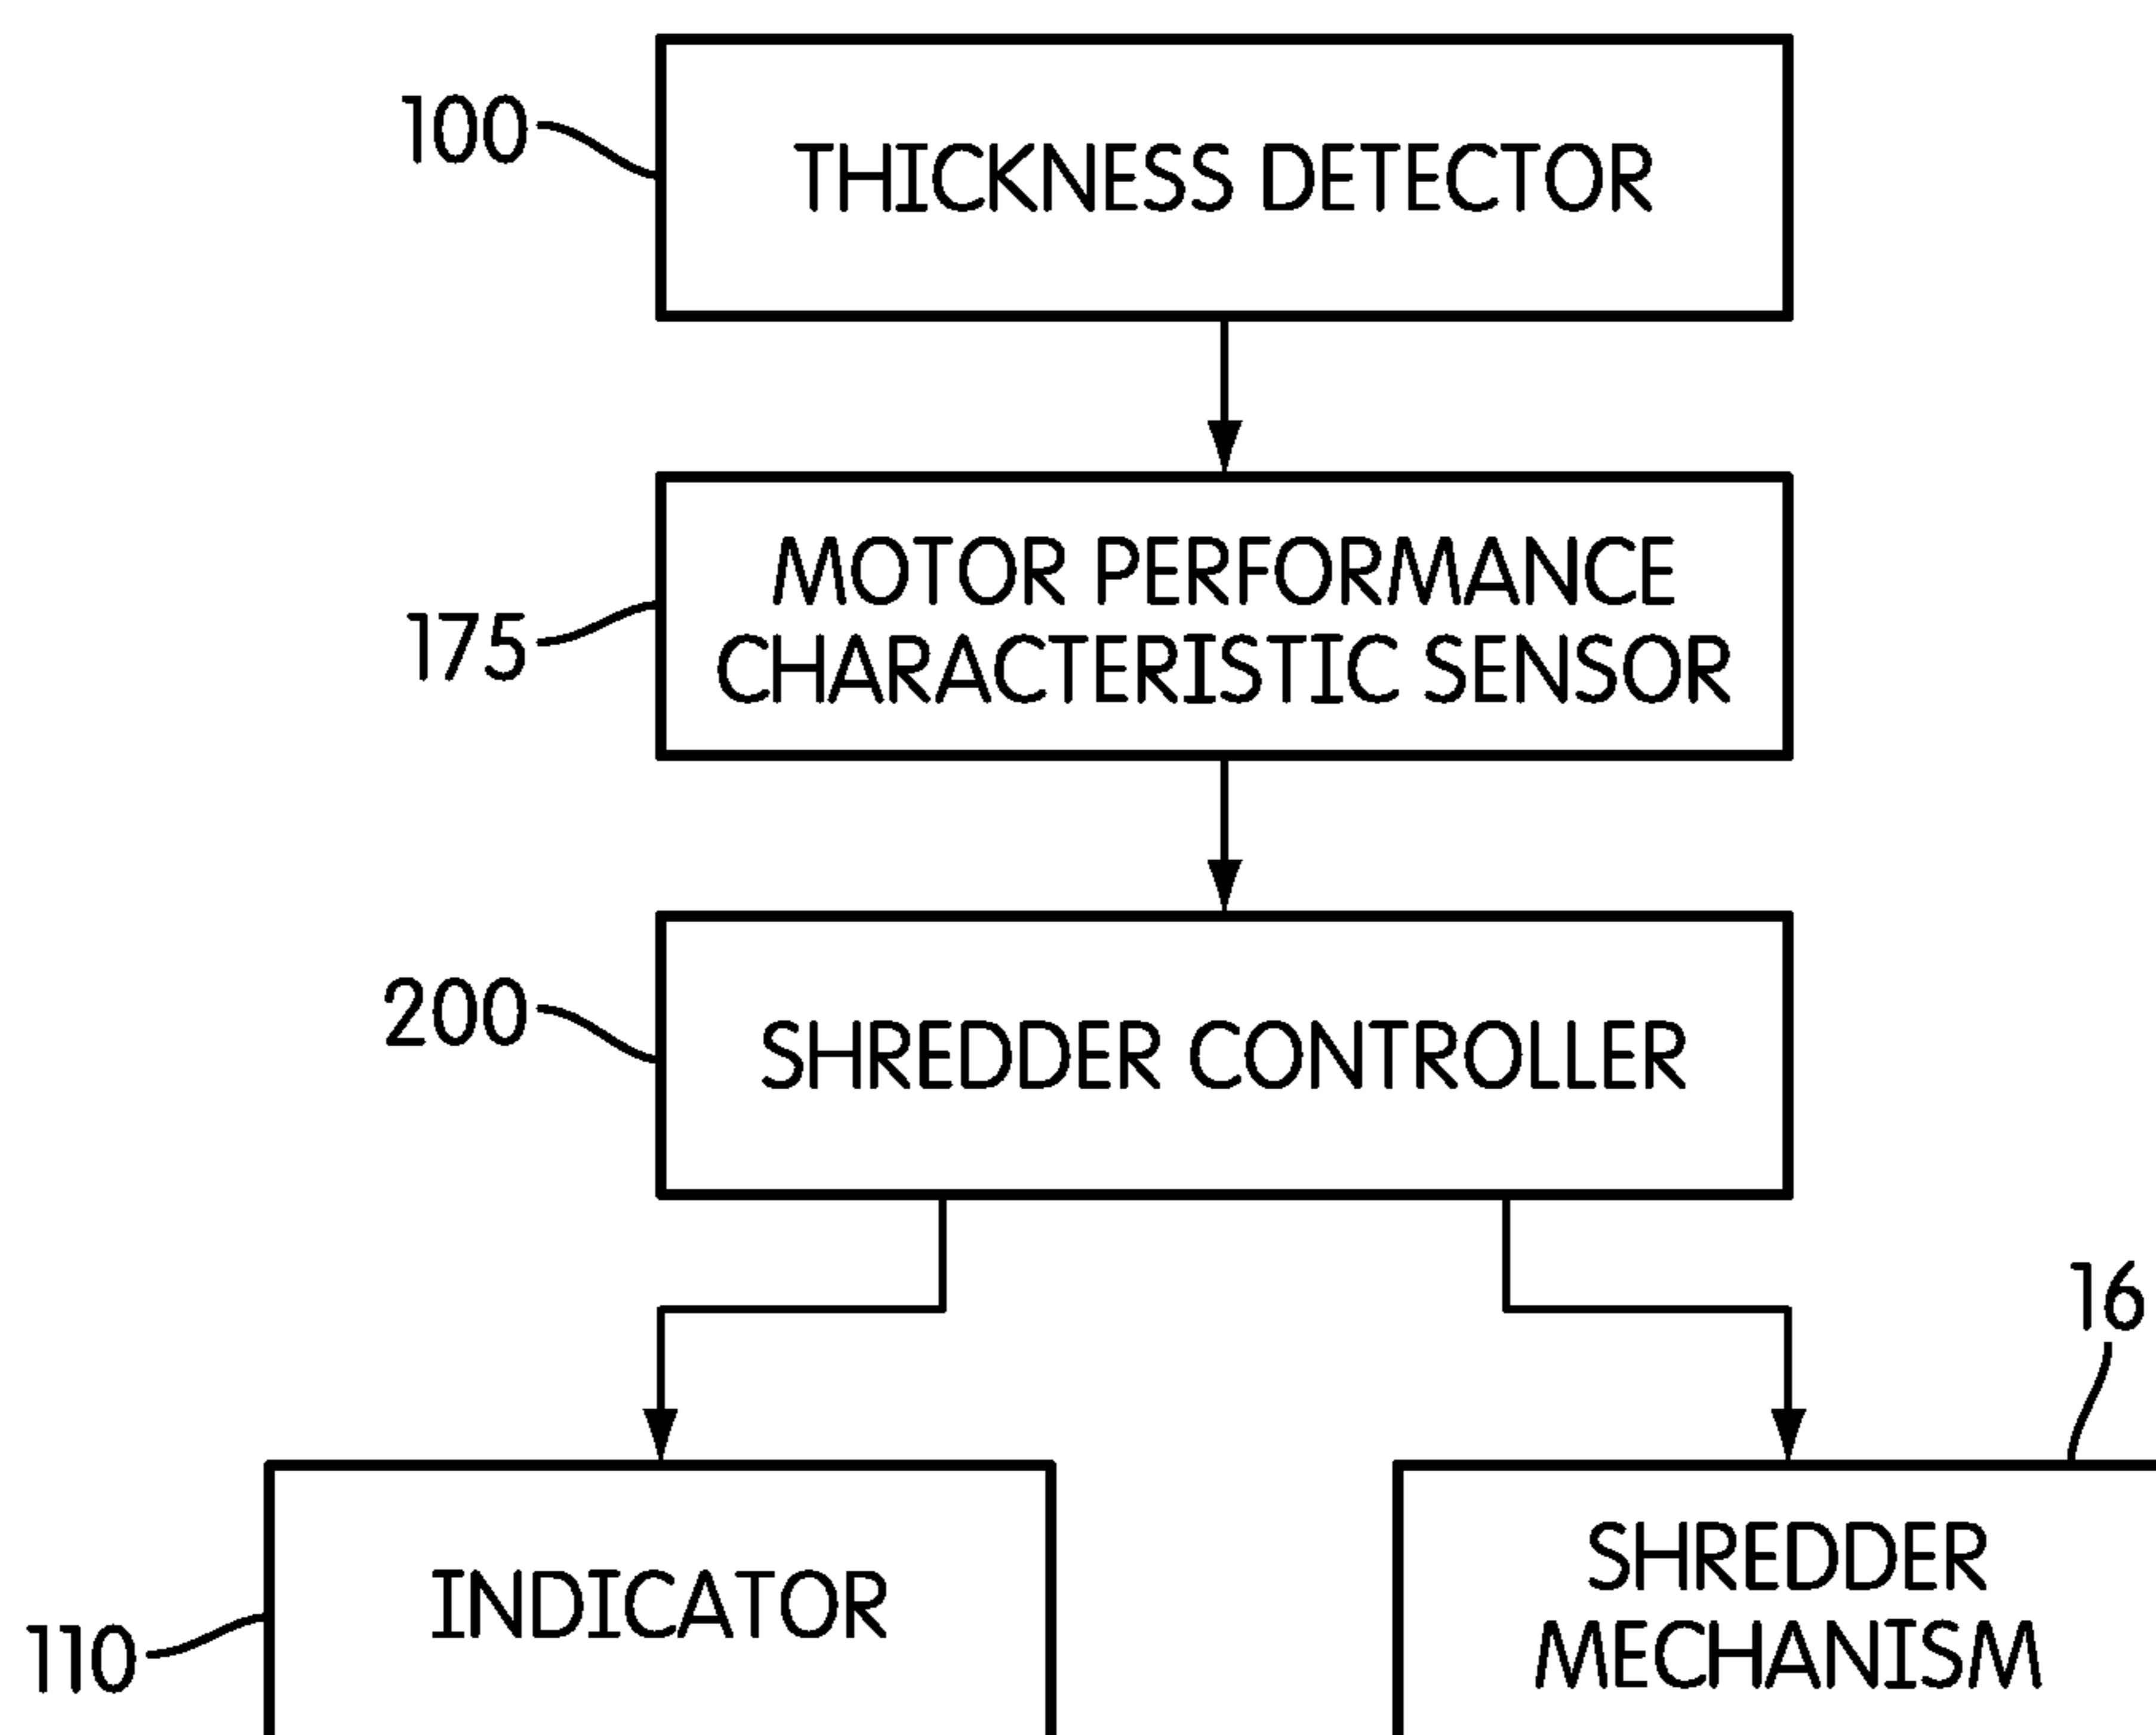 100
THICKNESS DETECTOR
MOTOR PERFORMANCE
CHARACTERISTIC SENSOR
175
200
SHREDDER CONTROLLER
16
INDICATOR
110
SHREDDER
MECHANISM